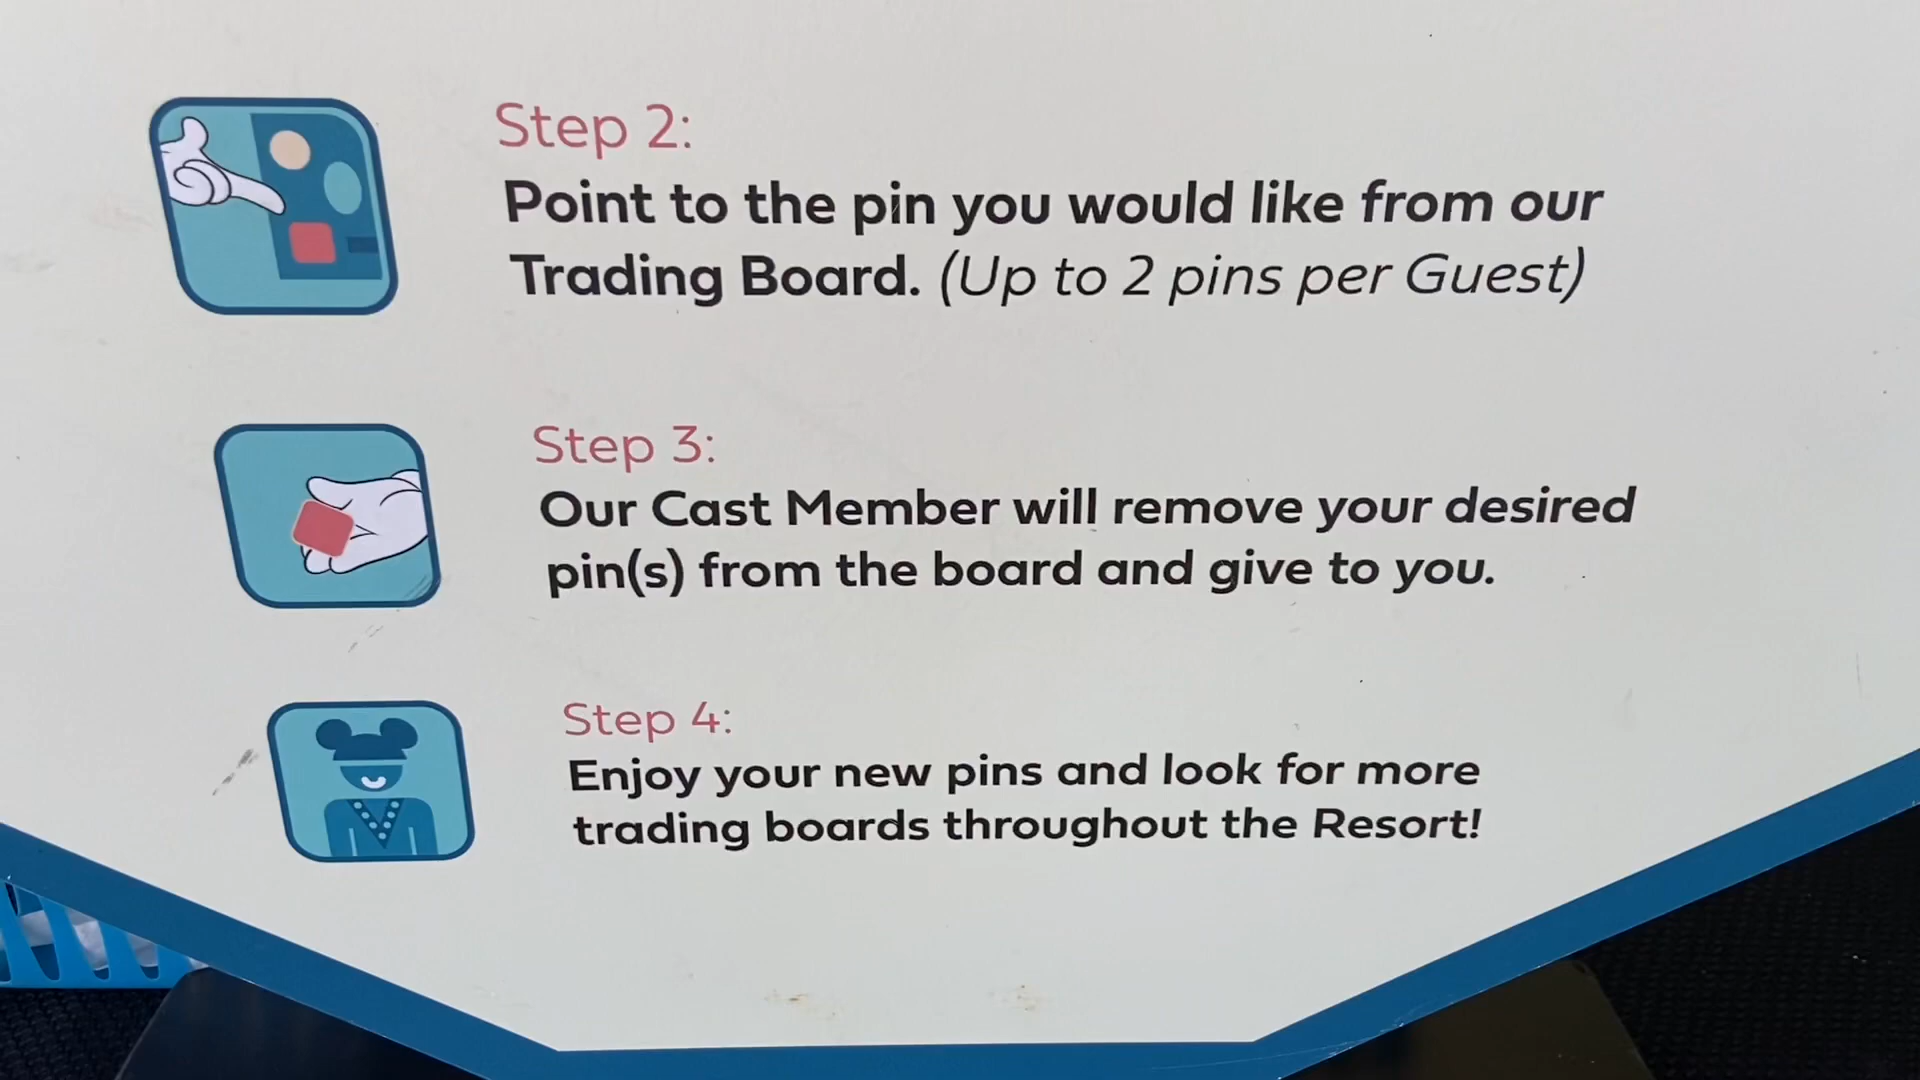 Step 2:
Point to the pin you would like from our
Trading Board. (Up to 2 pins per Guest)
Step 3:
Our Cast Member will remove your desired
pin(s) from the board and give to you.
Step 4:
Enjoy your new pins and look for more
trading boards throughout the Resort!